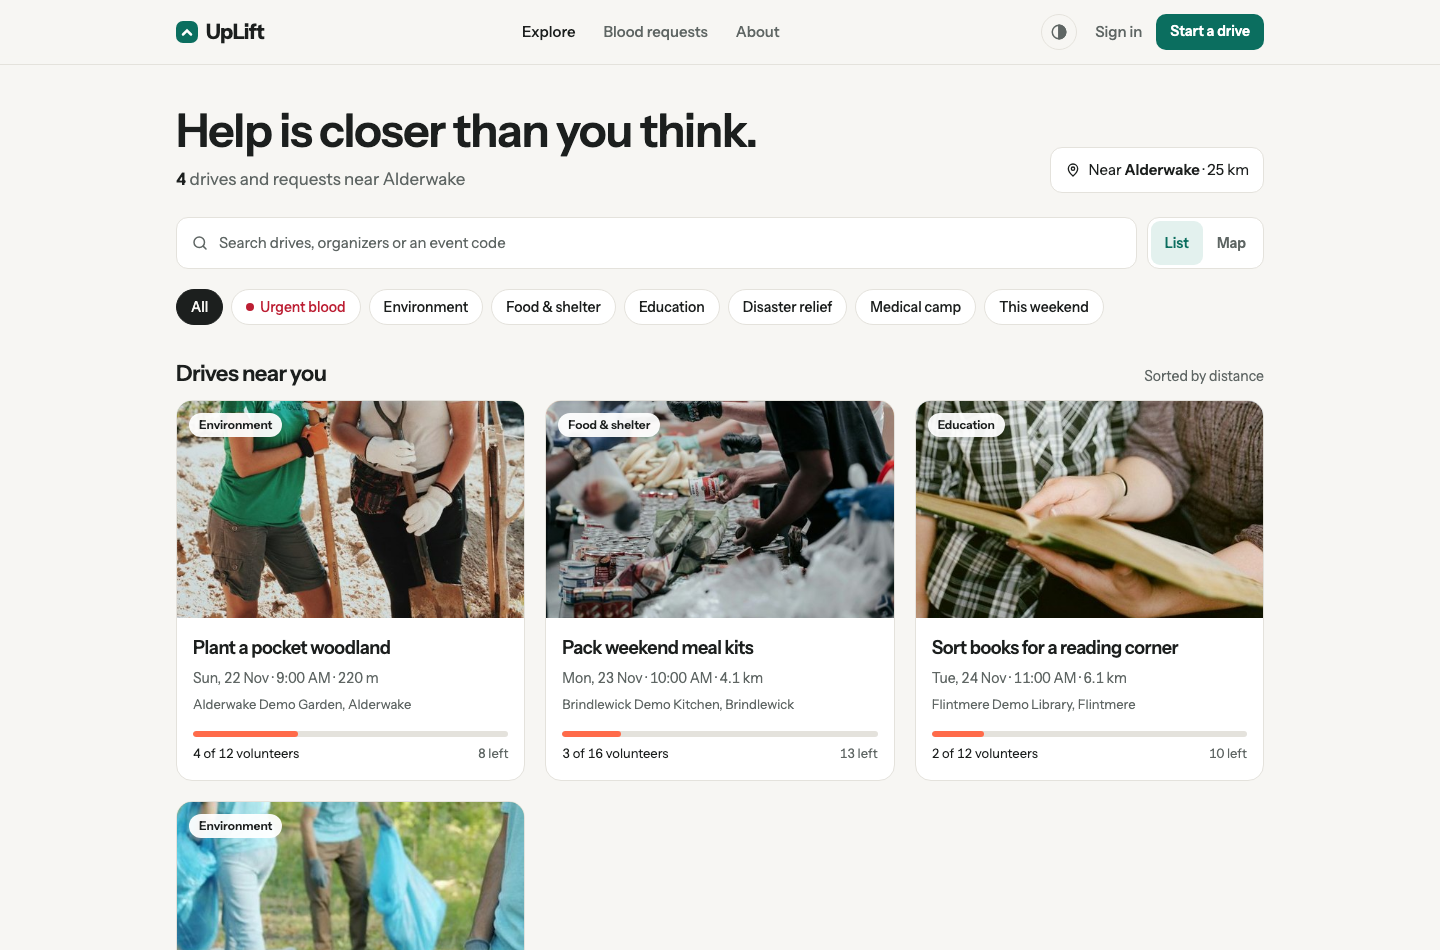 UpLift
Explore
Blood requests
About
Sign in
Start a drive
Help is closer than you think.
4 drives and requests near Alderwake
Near Alderwake · 25 km
Search drives, organizers or an event code
List
Map
All
Urgent blood
Environment
Food & shelter
Education
Disaster relief
Medical camp
This weekend
Drives near you
Sorted by distance
Environment
Plant a pocket woodland
Sun, 22 Nov · 9:00 AM · 220 m
Alderwake Demo Garden, Alderwake
4 of 12 volunteers
8 left
Food & shelter
Pack weekend meal kits
Mon, 23 Nov · 10:00 AM · 4.1 km
Brindlewick Demo Kitchen, Brindlewick
3 of 16 volunteers
13 left
Education
Sort books for a reading corner
Tue, 24 Nov · 11:00 AM · 6.1 km
Flintmere Demo Library, Flintmere
2 of 12 volunteers
10 left
Environment